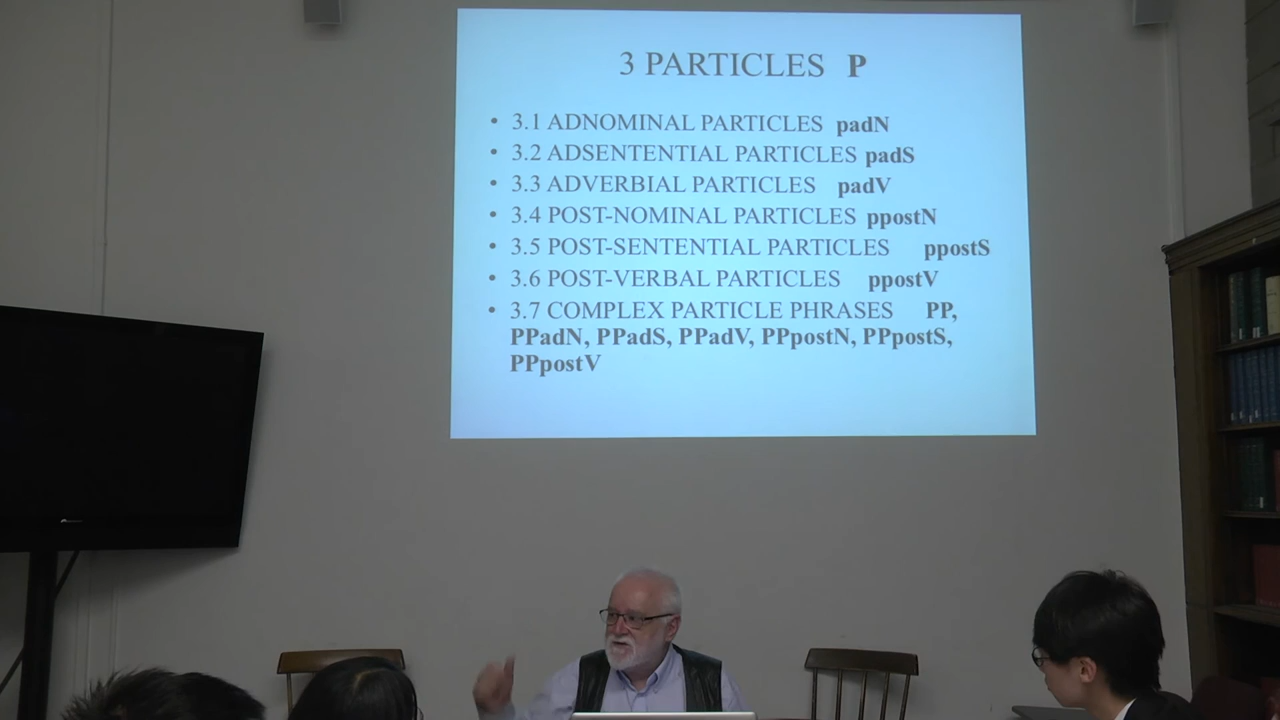 3 PARTICLES P
• 3.1 ADNOMINAL PARTICLES padN
• 3.2 ADSENTENTIAL PARTICLES padS
• 3.3 ADVERBIAL PARTICLES padV
• 3.4 POST-NOMINAL PARTICLES ppostN
• 3.5 POST-SENTENTIAL PARTICLES ppostS
• 3.6 POST-VERBAL PARTICLES ppostV
• 3.7 COMPLEX PARTICLE PHRASES PP,
PPadN, PPadS, PPadV, PPpostN, PPpostS,
PPpostV